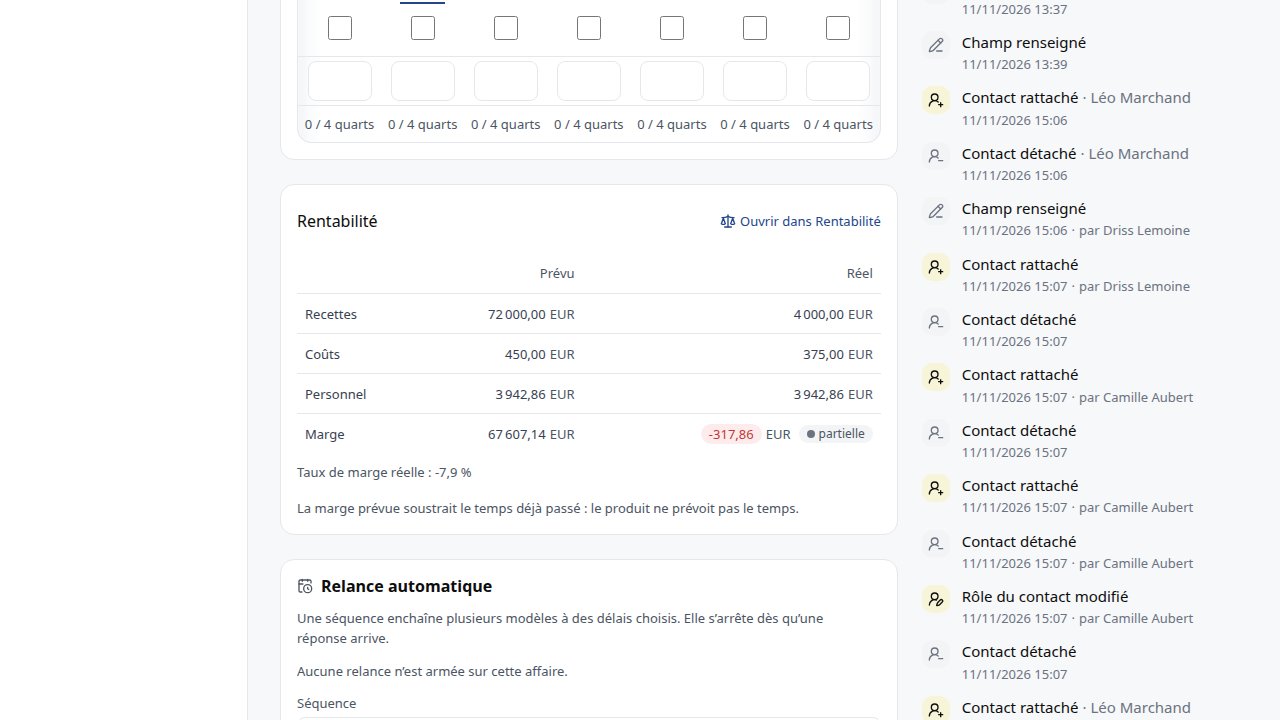 0 / 4 quarts 0 / 4 quarts 0 / 4 quarts 0 / 4 quarts 0 / 4 quarts 0 / 4 quarts 0 / 4 quarts
Rentabilité
Ouvrir dans Rentabilité
Prévu Réel
Recettes 72 000,00 EUR 4 000,00 EUR
Coûts 450,00 EUR 375,00 EUR
Personnel 3 942,86 EUR 3 942,86 EUR
Marge 67 607,14 EUR -317,86 EUR partielle
Taux de marge réelle : -7,9 %
La marge prévue soustrait le temps déjà passé : le produit ne prévoit pas le temps.
Relance automatique
Une séquence enchaîne plusieurs modèles à des délais choisis. Elle s’arrête dès qu’une
réponse arrive.
Aucune relance n’est armée sur cette affaire.
Séquence
11/11/2026 13:37
Champ renseigné
11/11/2026 13:39
Contact rattaché · Léo Marchand
11/11/2026 15:06
Contact détaché · Léo Marchand
11/11/2026 15:06
Champ renseigné
11/11/2026 15:06 · par Driss Lemoine
Contact rattaché
11/11/2026 15:07 · par Driss Lemoine
Contact détaché
11/11/2026 15:07
Contact rattaché
11/11/2026 15:07 · par Camille Aubert
Contact détaché
11/11/2026 15:07
Contact rattaché
11/11/2026 15:07 · par Camille Aubert
Contact détaché
11/11/2026 15:07 · par Camille Aubert
Rôle du contact modifié
11/11/2026 15:07 · par Camille Aubert
Contact détaché
11/11/2026 15:07
Contact rattaché · Léo Marchand